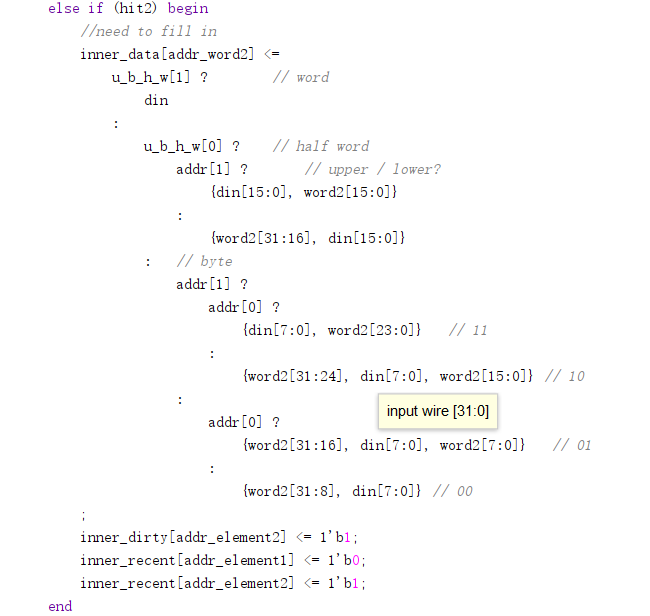 else if (hit2) begin
//need to fill in
inner_data[addr_word2] <=
u_b_h_w[1] ? // word
din
:
u_b_h_w[0] ? // half word
addr[1] ? // upper / lower?
{din[15:0], word2[15:0]}
:
{word2[31:16], din[15:0]}
: // byte
addr[1] ?
addr[0] ?
{din[7:0], word2[23:0]} // 11
:
{word2[31:24], din[7:0], word2[15:0]} // 10
:
input wire [31:0]
addr[0] ?
{word2[31:16], din[7:0], word2[7:0]} // 01
:
{word2[31:8], din[7:0]} // 00
;
inner_dirty[addr_element2] <= 1'b1;
inner_recent[addr_element1] <= 1'b0;
inner_recent[addr_element2] <= 1'b1;
end